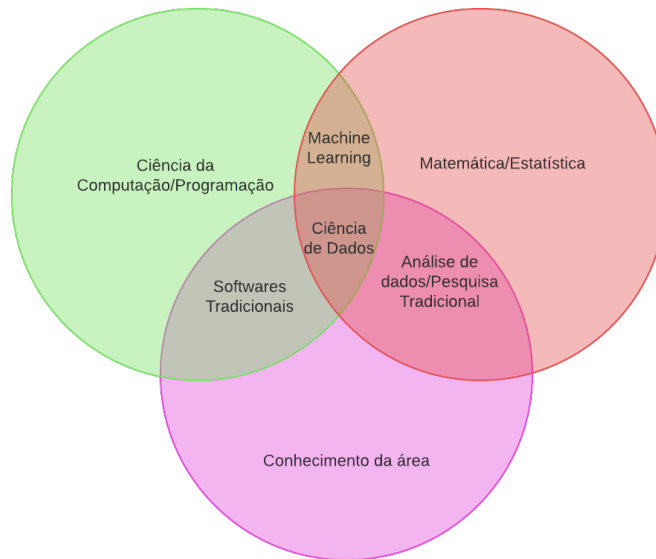 Machine
Learning
Ciência da
Computação/Programação
Matemática/Estatística
Ciência
de Dados
Análise de
dados/Pesquisa
Tradicional
Softwares
Tradicionais
Conhecimento da área